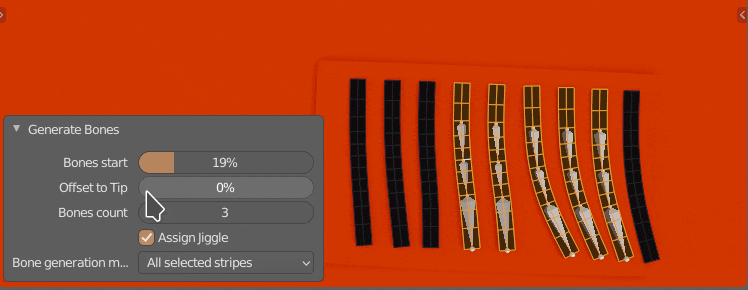 Generate Bones
Bones start 19%
Offset to Tip 0%
Bones count 3
Assign Jiggle
Bone generation m... All selected stripes